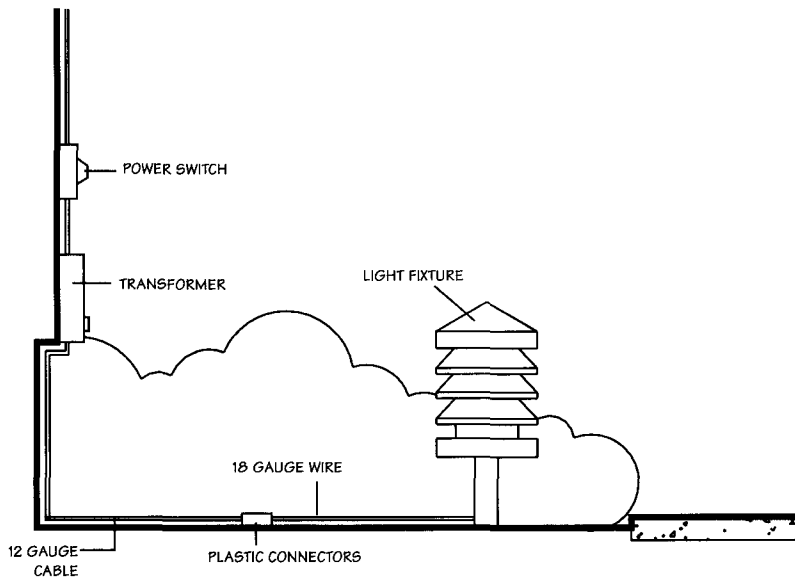 POWER SWITCH
TRANSFORMER
LIGHT FIXTURE
18 GAUGE WIRE
12 GAUGE
CABLE
PLASTIC CONNECTORS